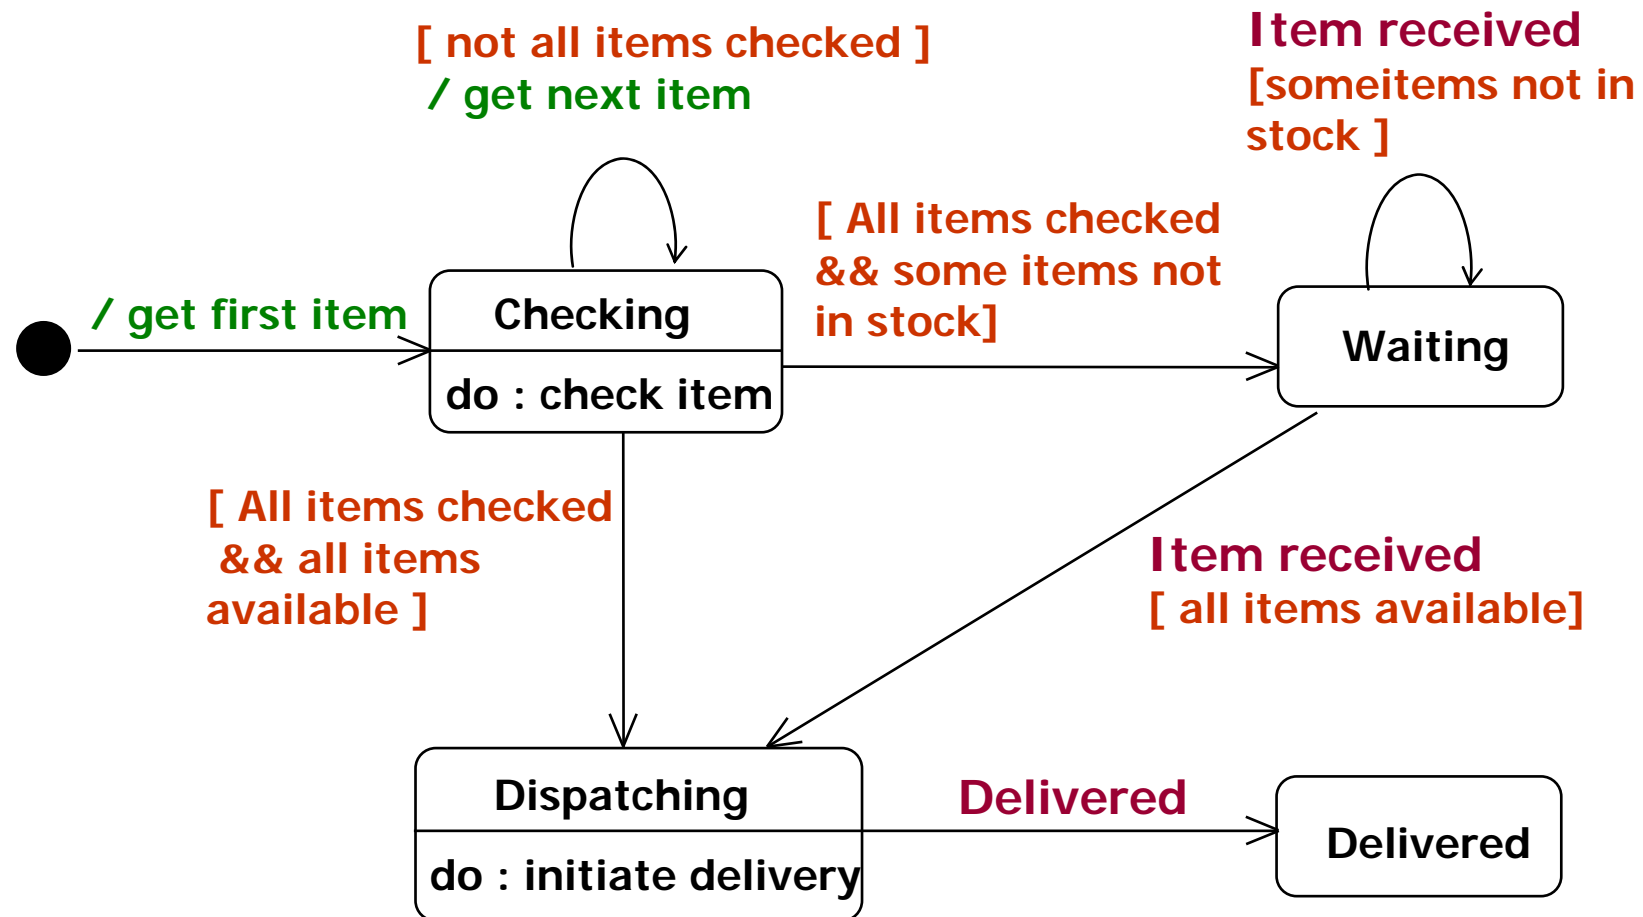 [ not all items checked ]
/ get next item
Item received
[someitems not in
stock ]
[ All items checked
&& some items not
in stock]
/ get first item
Checking
do : check item
Waiting
[ All items checked
&& all items
available ]
Item received
[ all items available]
Dispatching
do : initiate delivery
Delivered
Delivered